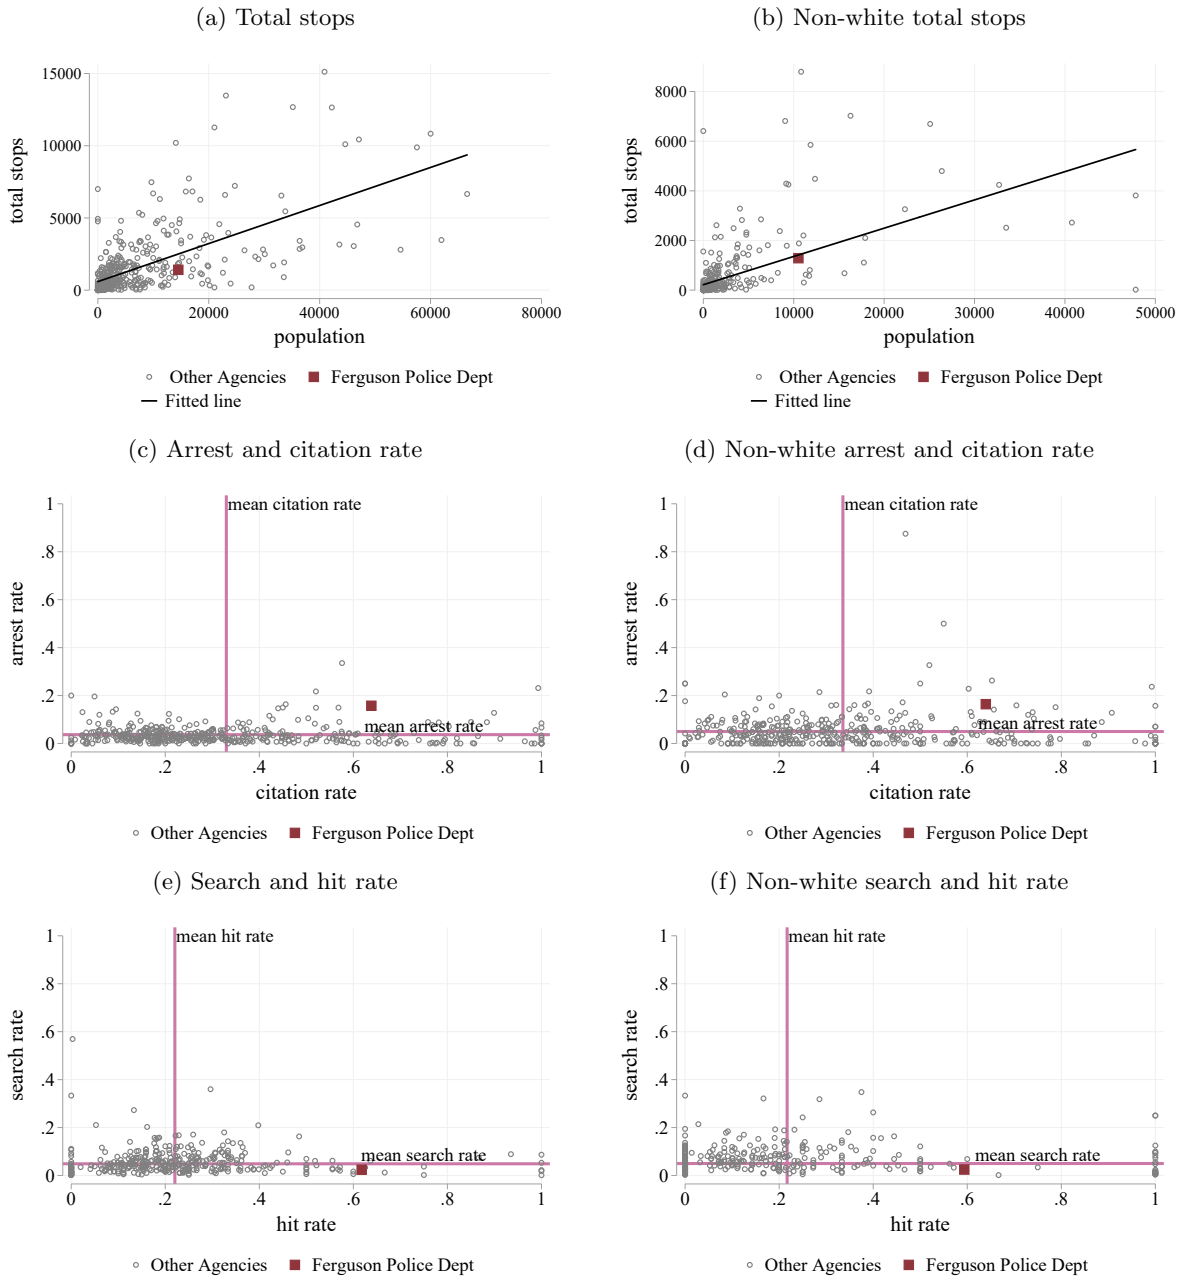 (a) Total stops
(b) Non-white total stops
total stops
15000
10000
5000
0
0 20000 40000 60000 80000
population
Other Agencies Ferguson Police Dept
Fitted line
total stops
8000
6000
4000
2000
0
0 10000 20000 30000 40000 50000
population
Other Agencies Ferguson Police Dept
Fitted line
(c) Arrest and citation rate
(d) Non-white arrest and citation rate
arrest rate
1
.8
.6
.4
.2
0
mean citation rate
mean arrest rate
0 .2 .4 .6 .8 1
citation rate
Other Agencies Ferguson Police Dept
arrest rate
1
.8
.6
.4
.2
0
mean citation rate
mean arrest rate
0 .2 .4 .6 .8 1
citation rate
Other Agencies Ferguson Police Dept
(e) Search and hit rate
(f) Non-white search and hit rate
search rate
1
.8
.6
.4
.2
0
mean hit rate
mean search rate
0 .2 .4 .6 .8 1
hit rate
Other Agencies Ferguson Police Dept
search rate
1
.8
.6
.4
.2
0
mean hit rate
mean search rate
0 .2 .4 .6 .8 1
hit rate
Other Agencies Ferguson Police Dept